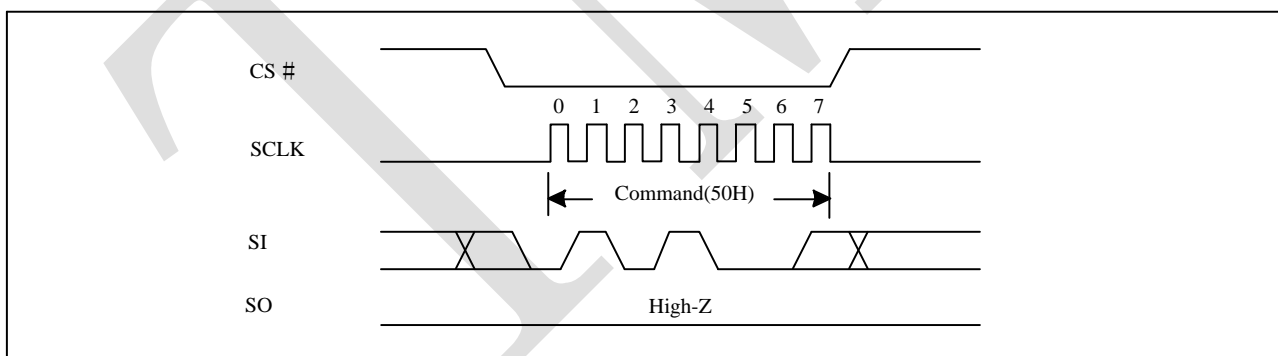 CS #
0 1 2 3 4 5 6 7
SCLK
Command(50H)
SI
SO High-Z